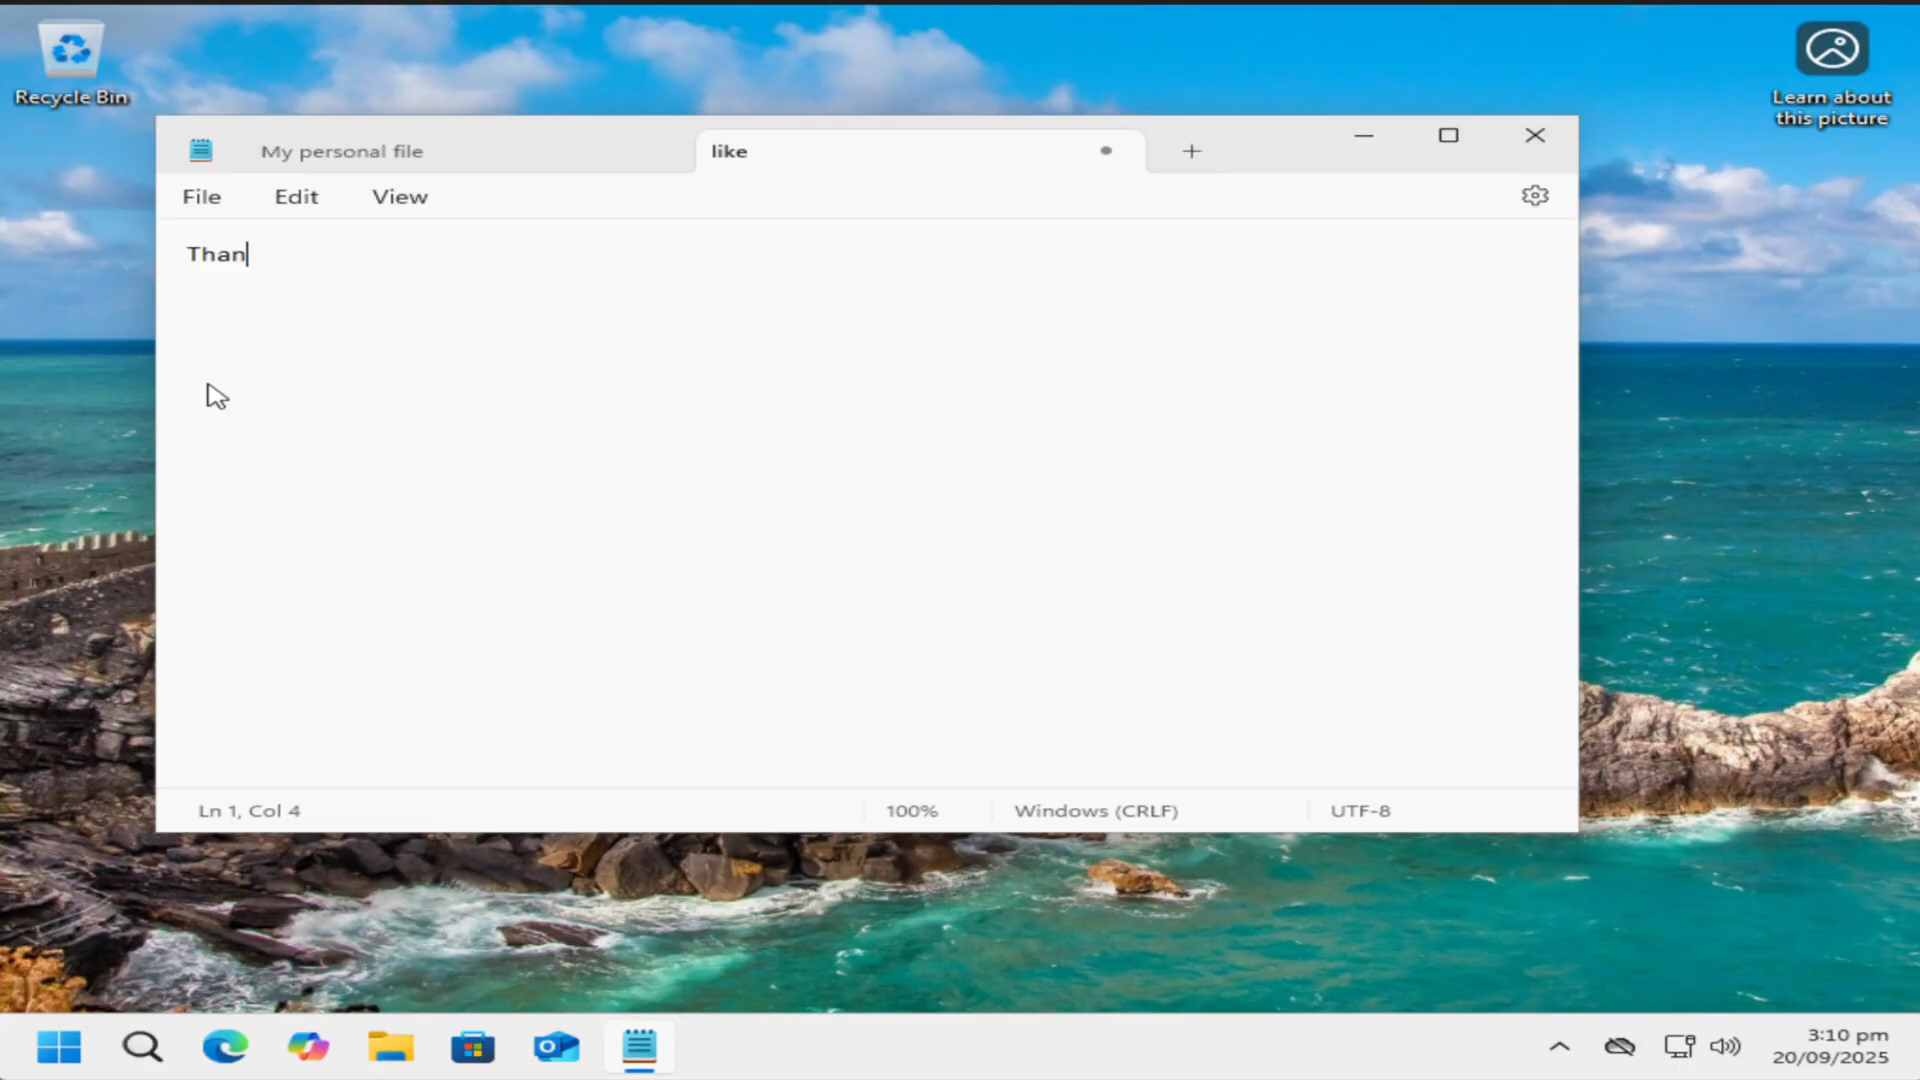 Recycle Bin
Learn about
this picture
My personal file
like
File
Edit
View
Than
Ln 1, Col 4
100%
Windows (CRLF)
UTF-8
3:10 pm
20/09/2025